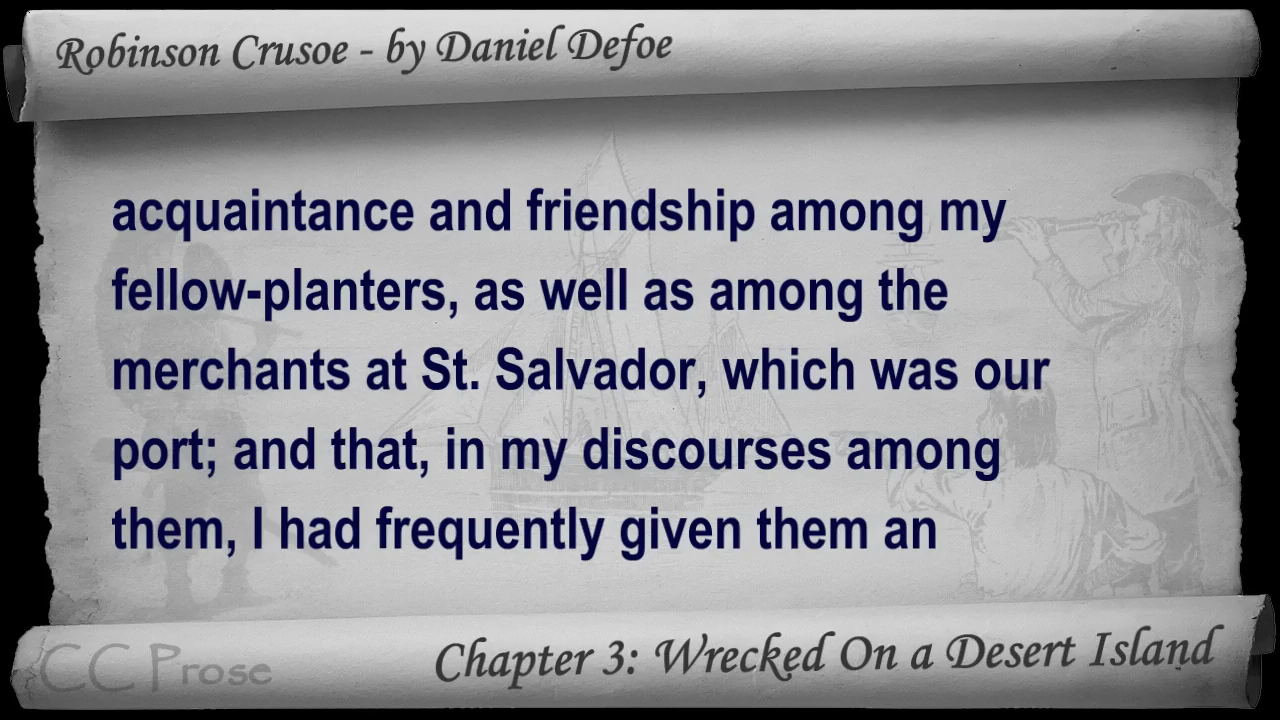 Robinson Crusoe - by Daniel Defoe
acquaintance and friendship among my
fellow-planters, as well as among the
merchants at St. Salvador, which was our
port; and that, in my discourses among
them, I had frequently given them an
CC Prose
Chapter 3: Wrecked On a Desert Island